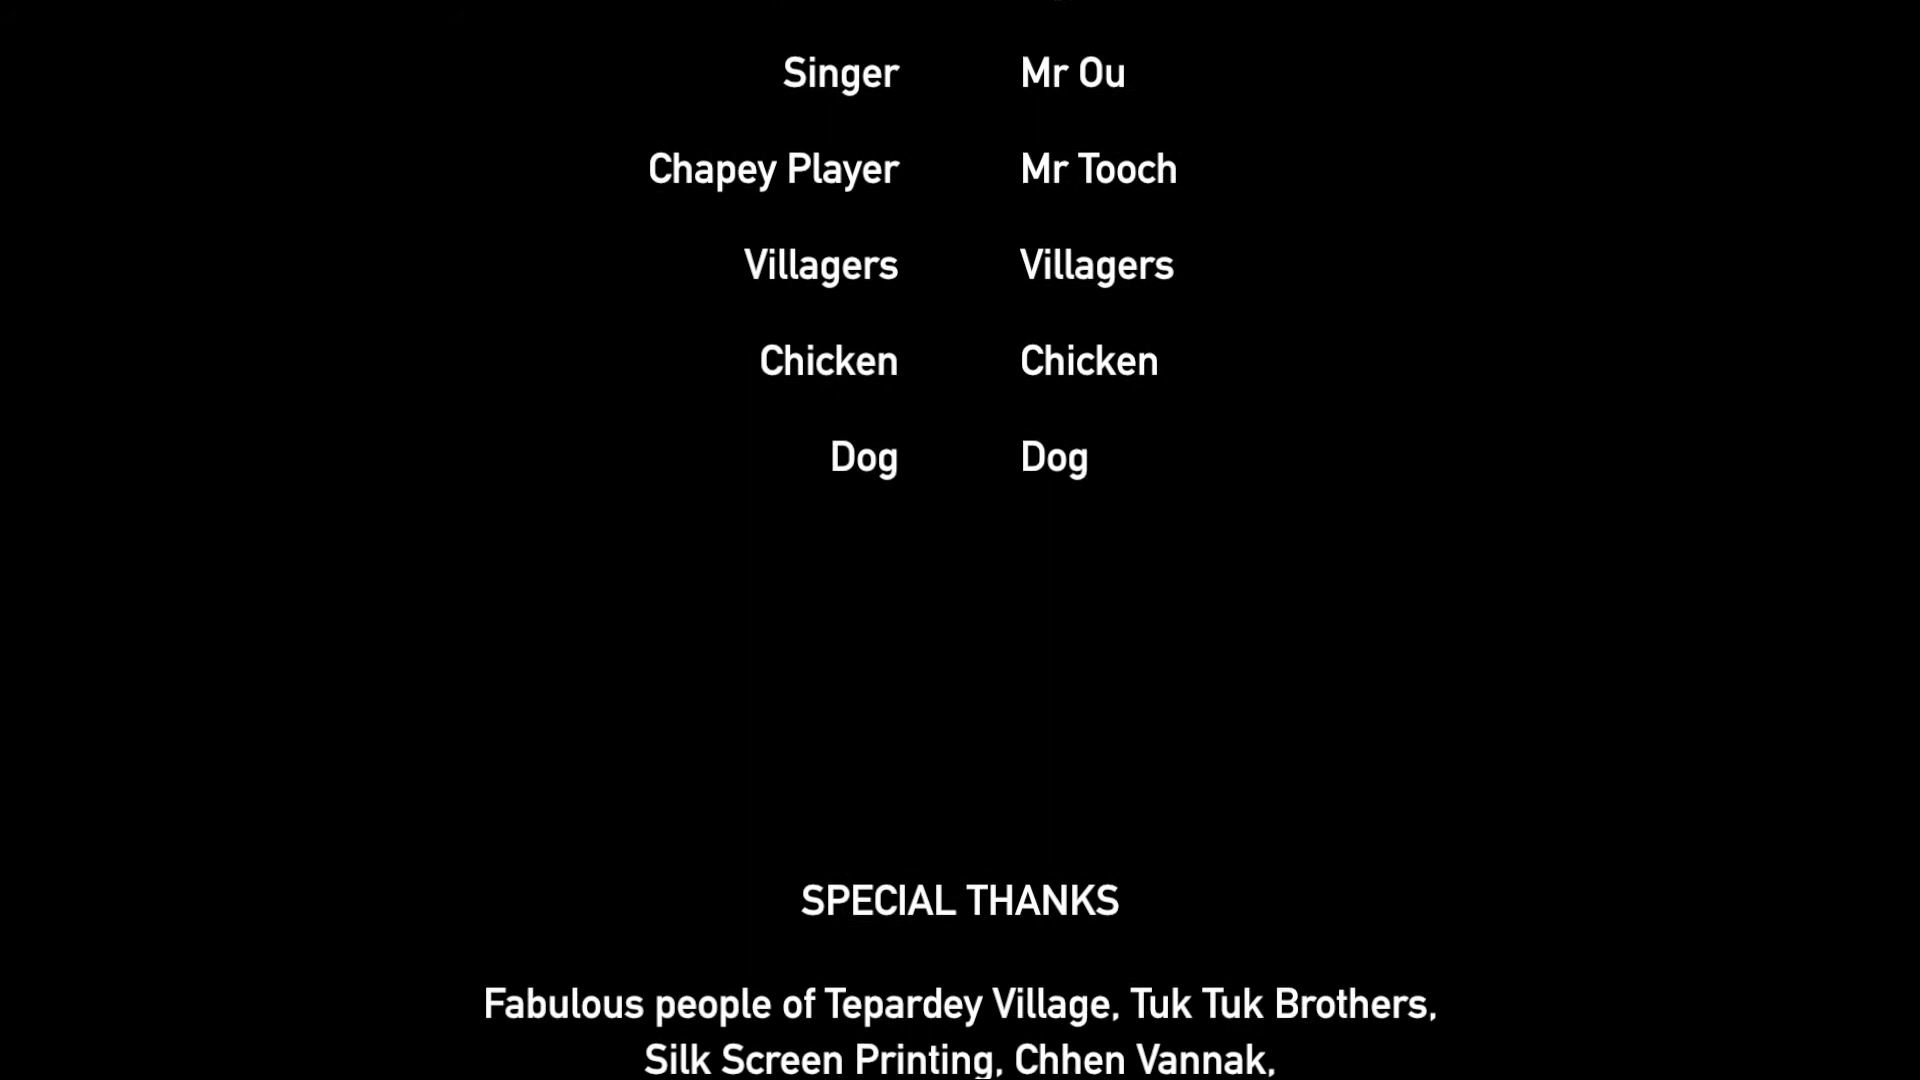 Singer Mr Ou
Chapey Player Mr Tooch
Villagers Villagers
Chicken Chicken
Dog Dog
SPECIAL THANKS
Fabulous people of Tepardey Village, Tuk Tuk Brothers,
Silk Screen Printing, Chhen Vannak,